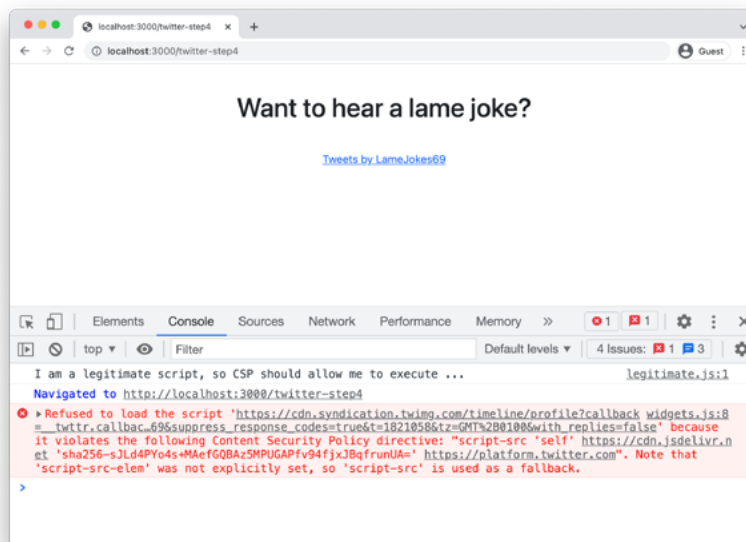 localhost:3000/twitter-step4
localhost:3000/twitter-step4 Guest
Want to hear a lame joke?
Tweets by LameJokes69
Elements Console Sources Network Performance Memory » 1 1
top ▼ Filter Default levels ▼ 4 Issues: 1 3
I am a legitimate script, so CSP should allow me to execute ... legitimate.js:1
Navigated to http://localhost:3000/twitter-step4
Refused to load the script 'https://cdn.syndication.twimg.com/timeline/profile?callback widgets.js:8
=__twttr.callbac…69&suppress_response_codes=true&t=1821058&tz=GMT%2B0100&with_replies=false' because
it violates the following Content Security Policy directive: "script-src 'self' https://cdn.jsdelivr.n
et 'sha256-sJLd4PYo4s+MAefGQBAz5MPUGAPfv94fjxJBqfrunUA=' https://platform.twitter.com". Note that
'script-src-elem' was not explicitly set, so 'script-src' is used as a fallback.